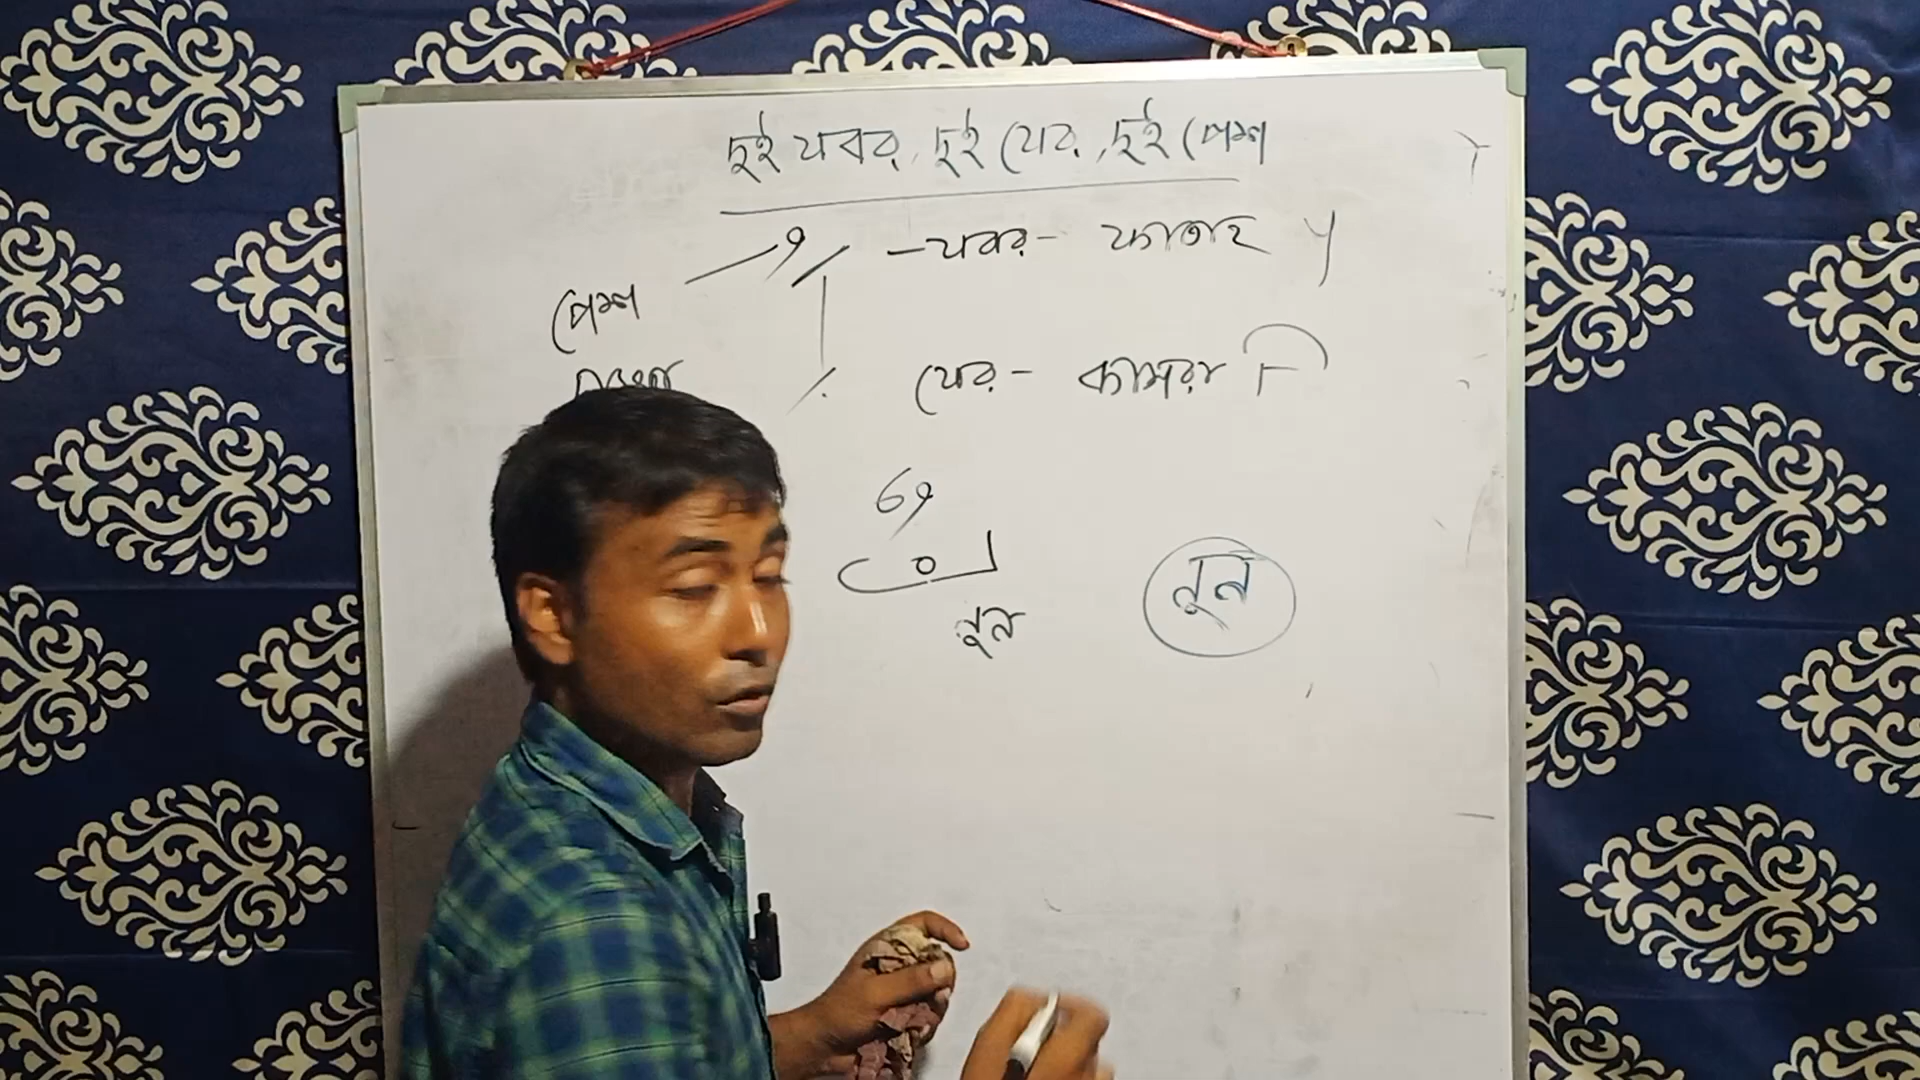 দুই যবর, দুই যের, দুই পেশ
যবর - ফাতাহ
পেশ
যের - কাসরা
নুন
নুন